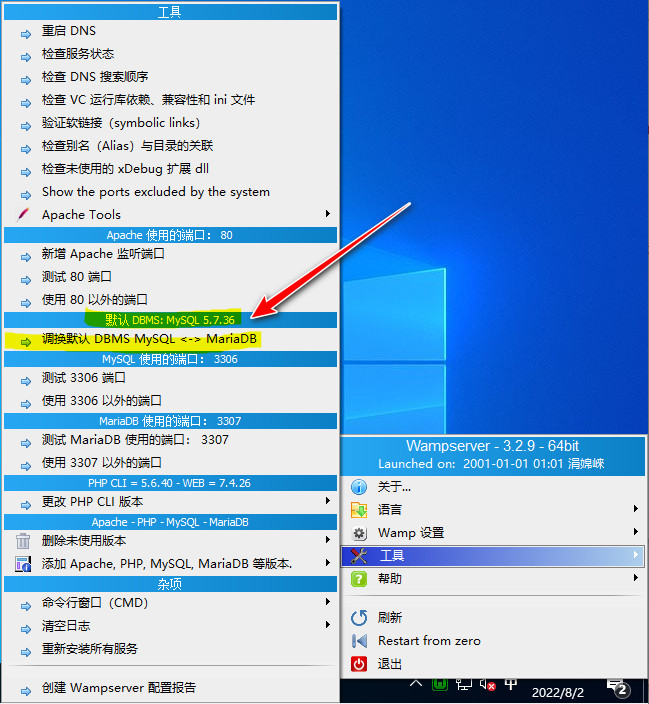 工具
重启 DNS
检查服务状态
检查 DNS 搜索顺序
检查 VC 运行库依赖、兼容性和 ini 文件
验证软链接（symbolic links）
检查别名（Alias）与目录的关联
检查未使用的 xDebug 扩展 dll
Show the ports excluded by the system
Apache Tools
Apache 使用的端口： 80
新增 Apache 监听端口
测试 80 端口
使用 80 以外的端口
默认 DBMS: MySQL 5.7.36
调换默认 DBMS MySQL <-> MariaDB
MySQL 使用的端口： 3306
测试 3306 端口
使用 3306 以外的端口
MariaDB 使用的端口： 3307
测试 MariaDB 使用的端口： 3307
使用 3307 以外的端口
PHP CLI = 5.6.40 - WEB = 7.4.26
更改 PHP CLI 版本
Apache - PHP - MySQL - MariaDB
删除未使用版本
添加 Apache, PHP, MySQL, MariaDB 等版本.
杂项
命令行窗口（CMD）
清空日志
重新安装所有服务
创建 Wampserver 配置报告
Wampserver - 3.2.9 - 64bit
Launched on: 2001-01-01 01:01 涓婂崍
关于...
语言
Wamp 设置
工具
帮助
刷新
Restart from zero
退出
中
2022/8/2
2